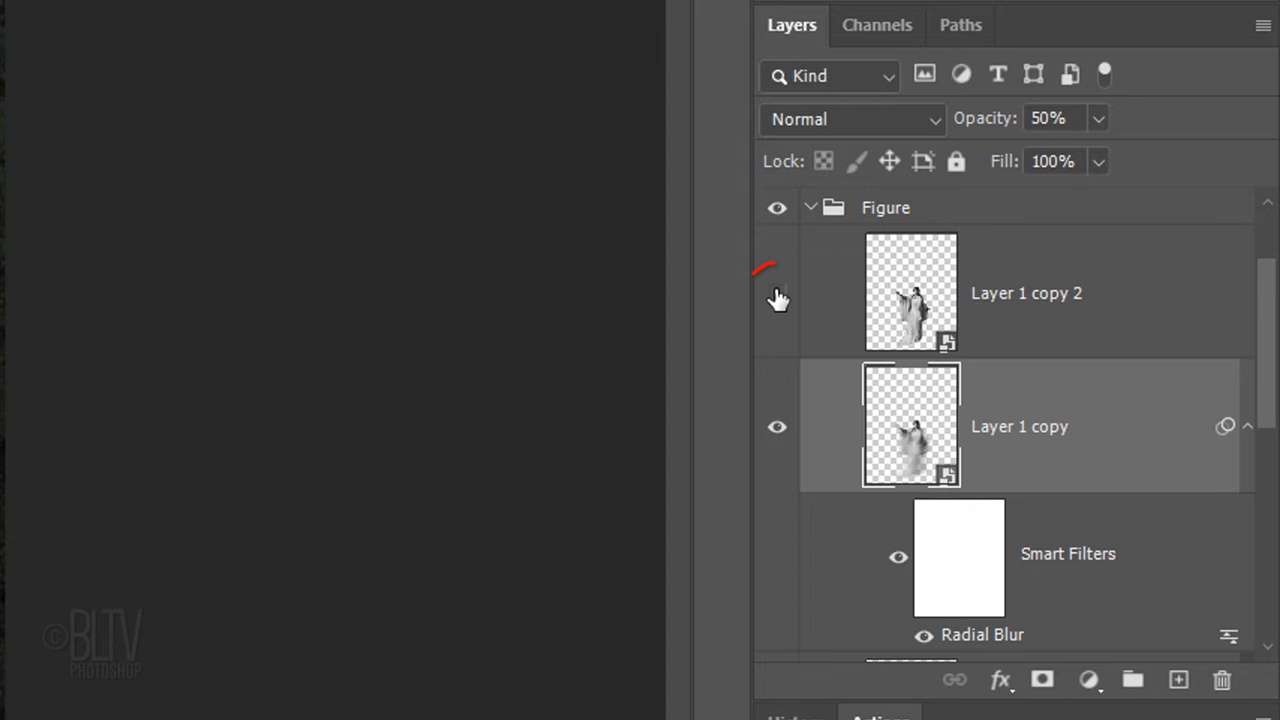 Layers Channels Paths
Kind
Normal Opacity: 50%
Lock: Fill: 100%
Figure
Layer 1 copy 2
Layer 1 copy
Smart Filters
Radial Blur
fx
©BLTV
PHOTOSHOP